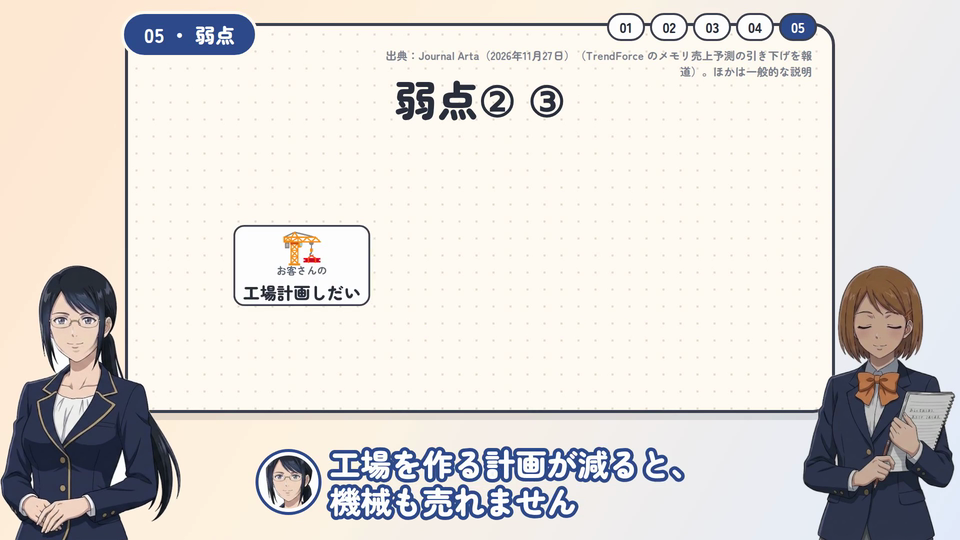 05 ・ 弱点
01 02 03 04 05
出典：Journal Arta（2026年11月27日）（TrendForce のメモリ売上予測の引き下げを報
道）。ほかは一般的な説明
弱点② ③
お客さんの
工場計画しだい
工場を作る計画が減ると、
機械も売れません